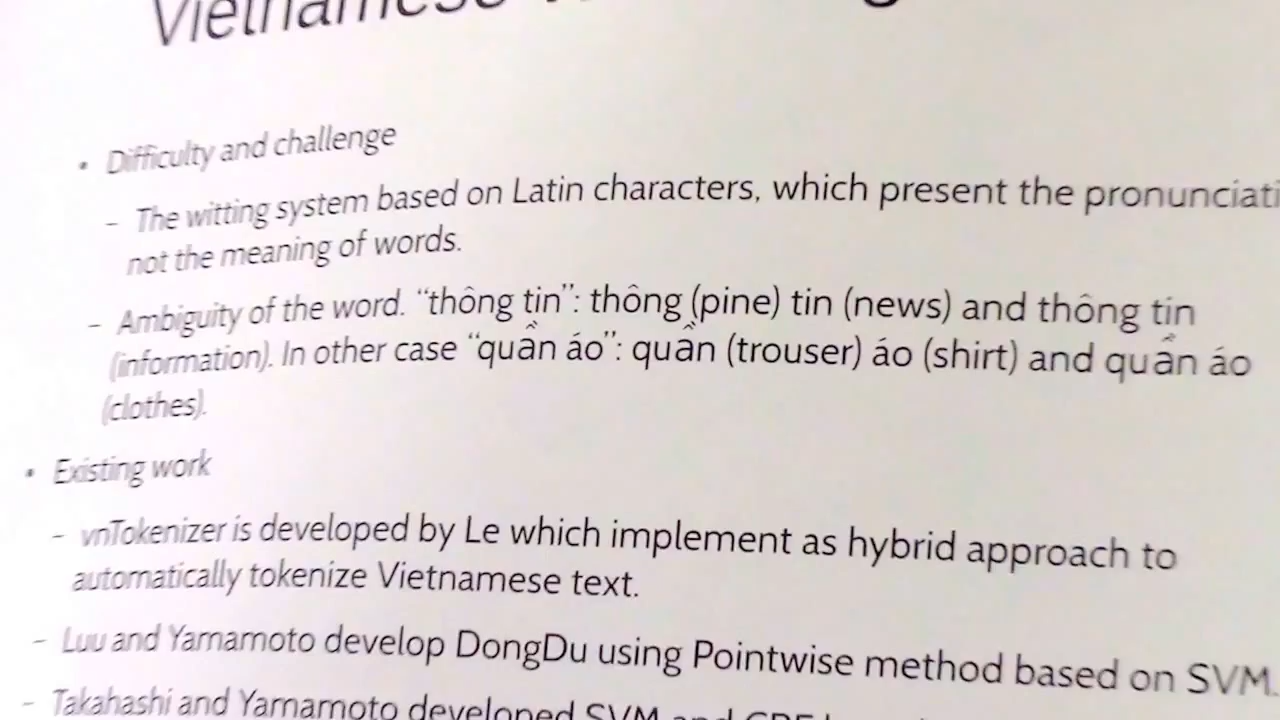 Vietnamese
• Difficulty and challenge
– The witting system based on Latin characters, which present the
not the meaning of words.
– Ambiguity of the word. “thông tin”: thông (pine) tin (news) and thông tin
(information). In other case “quần áo”: quần (trouser) áo (shirt) and quần áo
(clothes).
• Existing work
– vnTokenizer is developed by Le which implement as hybrid approach to
automatically tokenize Vietnamese text.
– Luu and Yamamoto develop DongDu using Pointwise method based on SVM.
– Takahashi and Yamamoto developed SVM and CRF